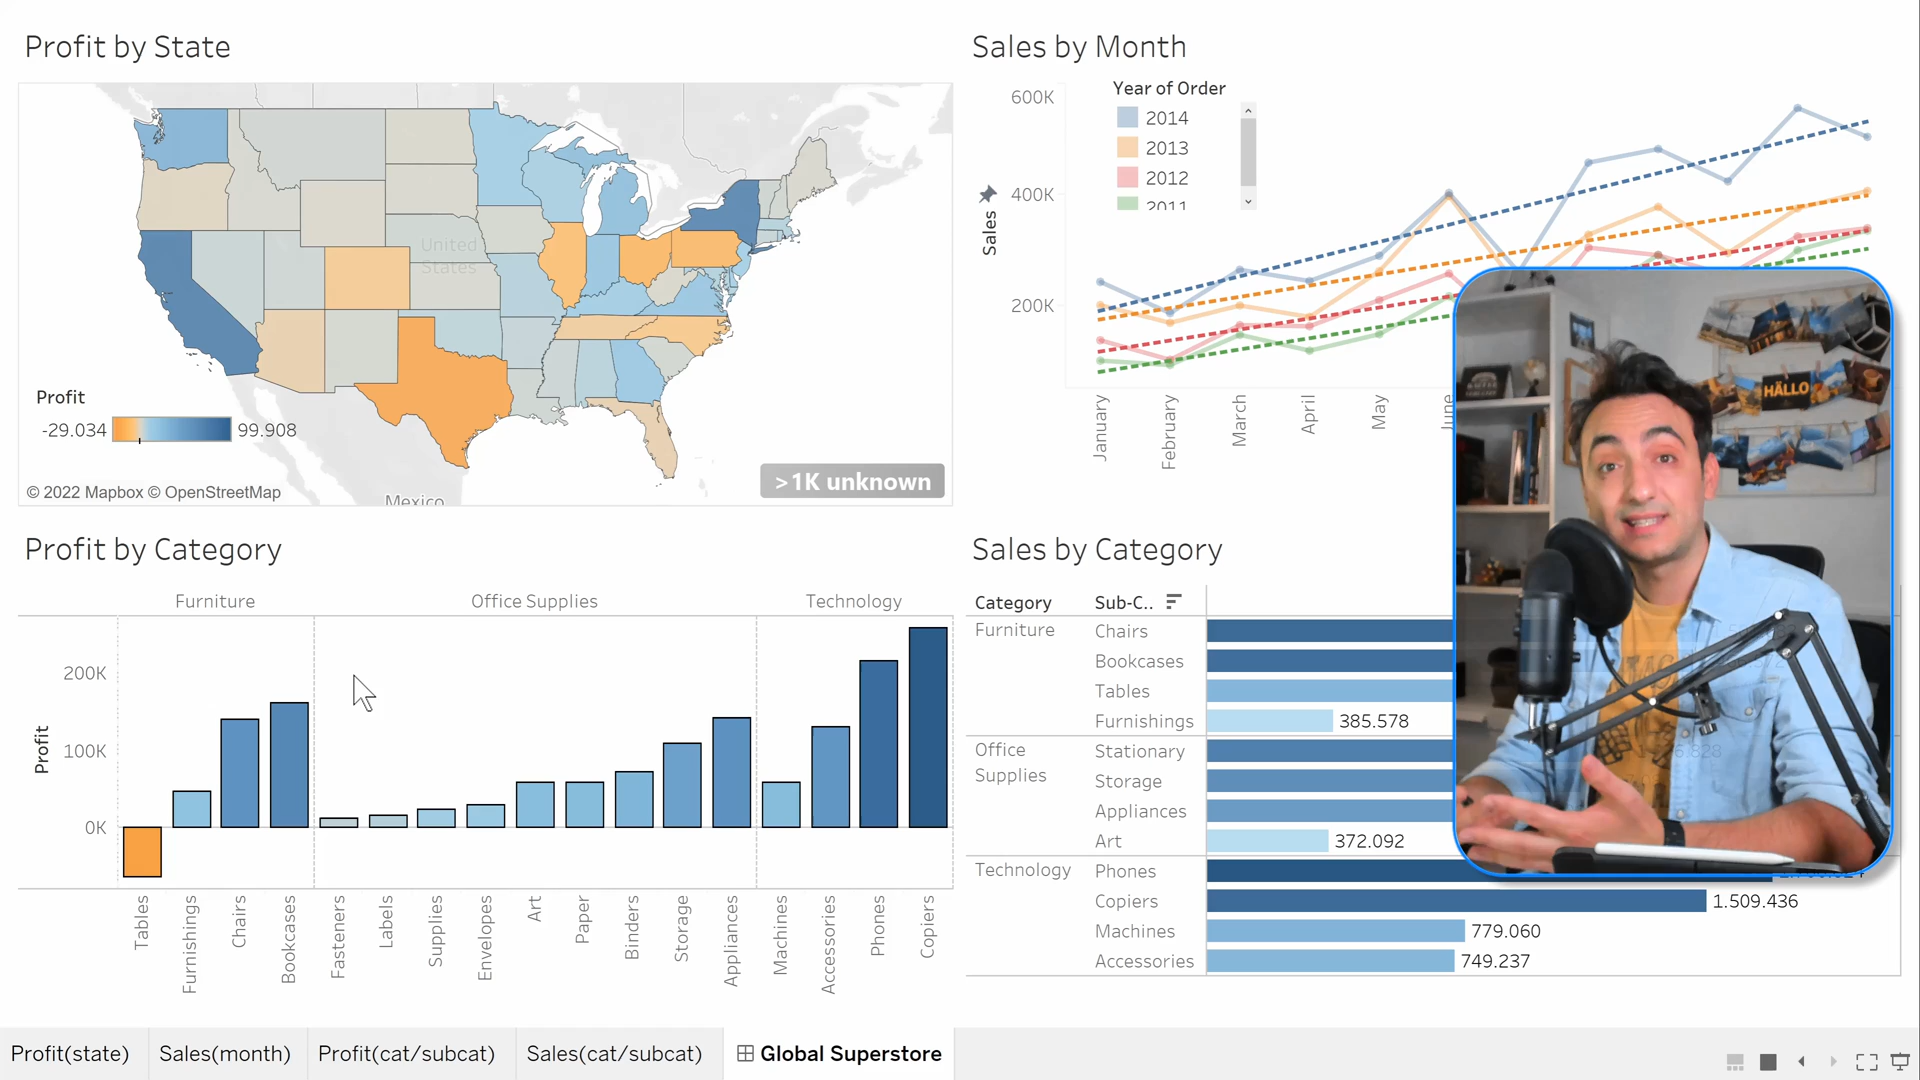 Profit by State
United
States
Profit
-29.034
99.908
© 2022 Mapbox © OpenStreetMap
Mexico
>1K unknown
Sales by Month
Year of Order
2014
2013
2012
2011
600K
400K
200K
Sales
January
February
March
April
May
June
HÄLLO
Profit by Category
Furniture
Office Supplies
Technology
200K
100K
0K
Profit
Tables
Furnishings
Chairs
Bookcases
Fasteners
Labels
Supplies
Envelopes
Art
Paper
Binders
Storage
Appliances
Machines
Accessories
Phones
Copiers
Sales by Category
Category
Sub-C..
Furniture
Chairs
Bookcases
Tables
Furnishings
385.578
Office
Supplies
Stationary
Storage
Appliances
Art
372.092
Technology
Phones
Copiers
1.509.436
Machines
779.060
Accessories
749.237
Profit(state)
Sales(month)
Profit(cat/subcat)
Sales(cat/subcat)
Global Superstore